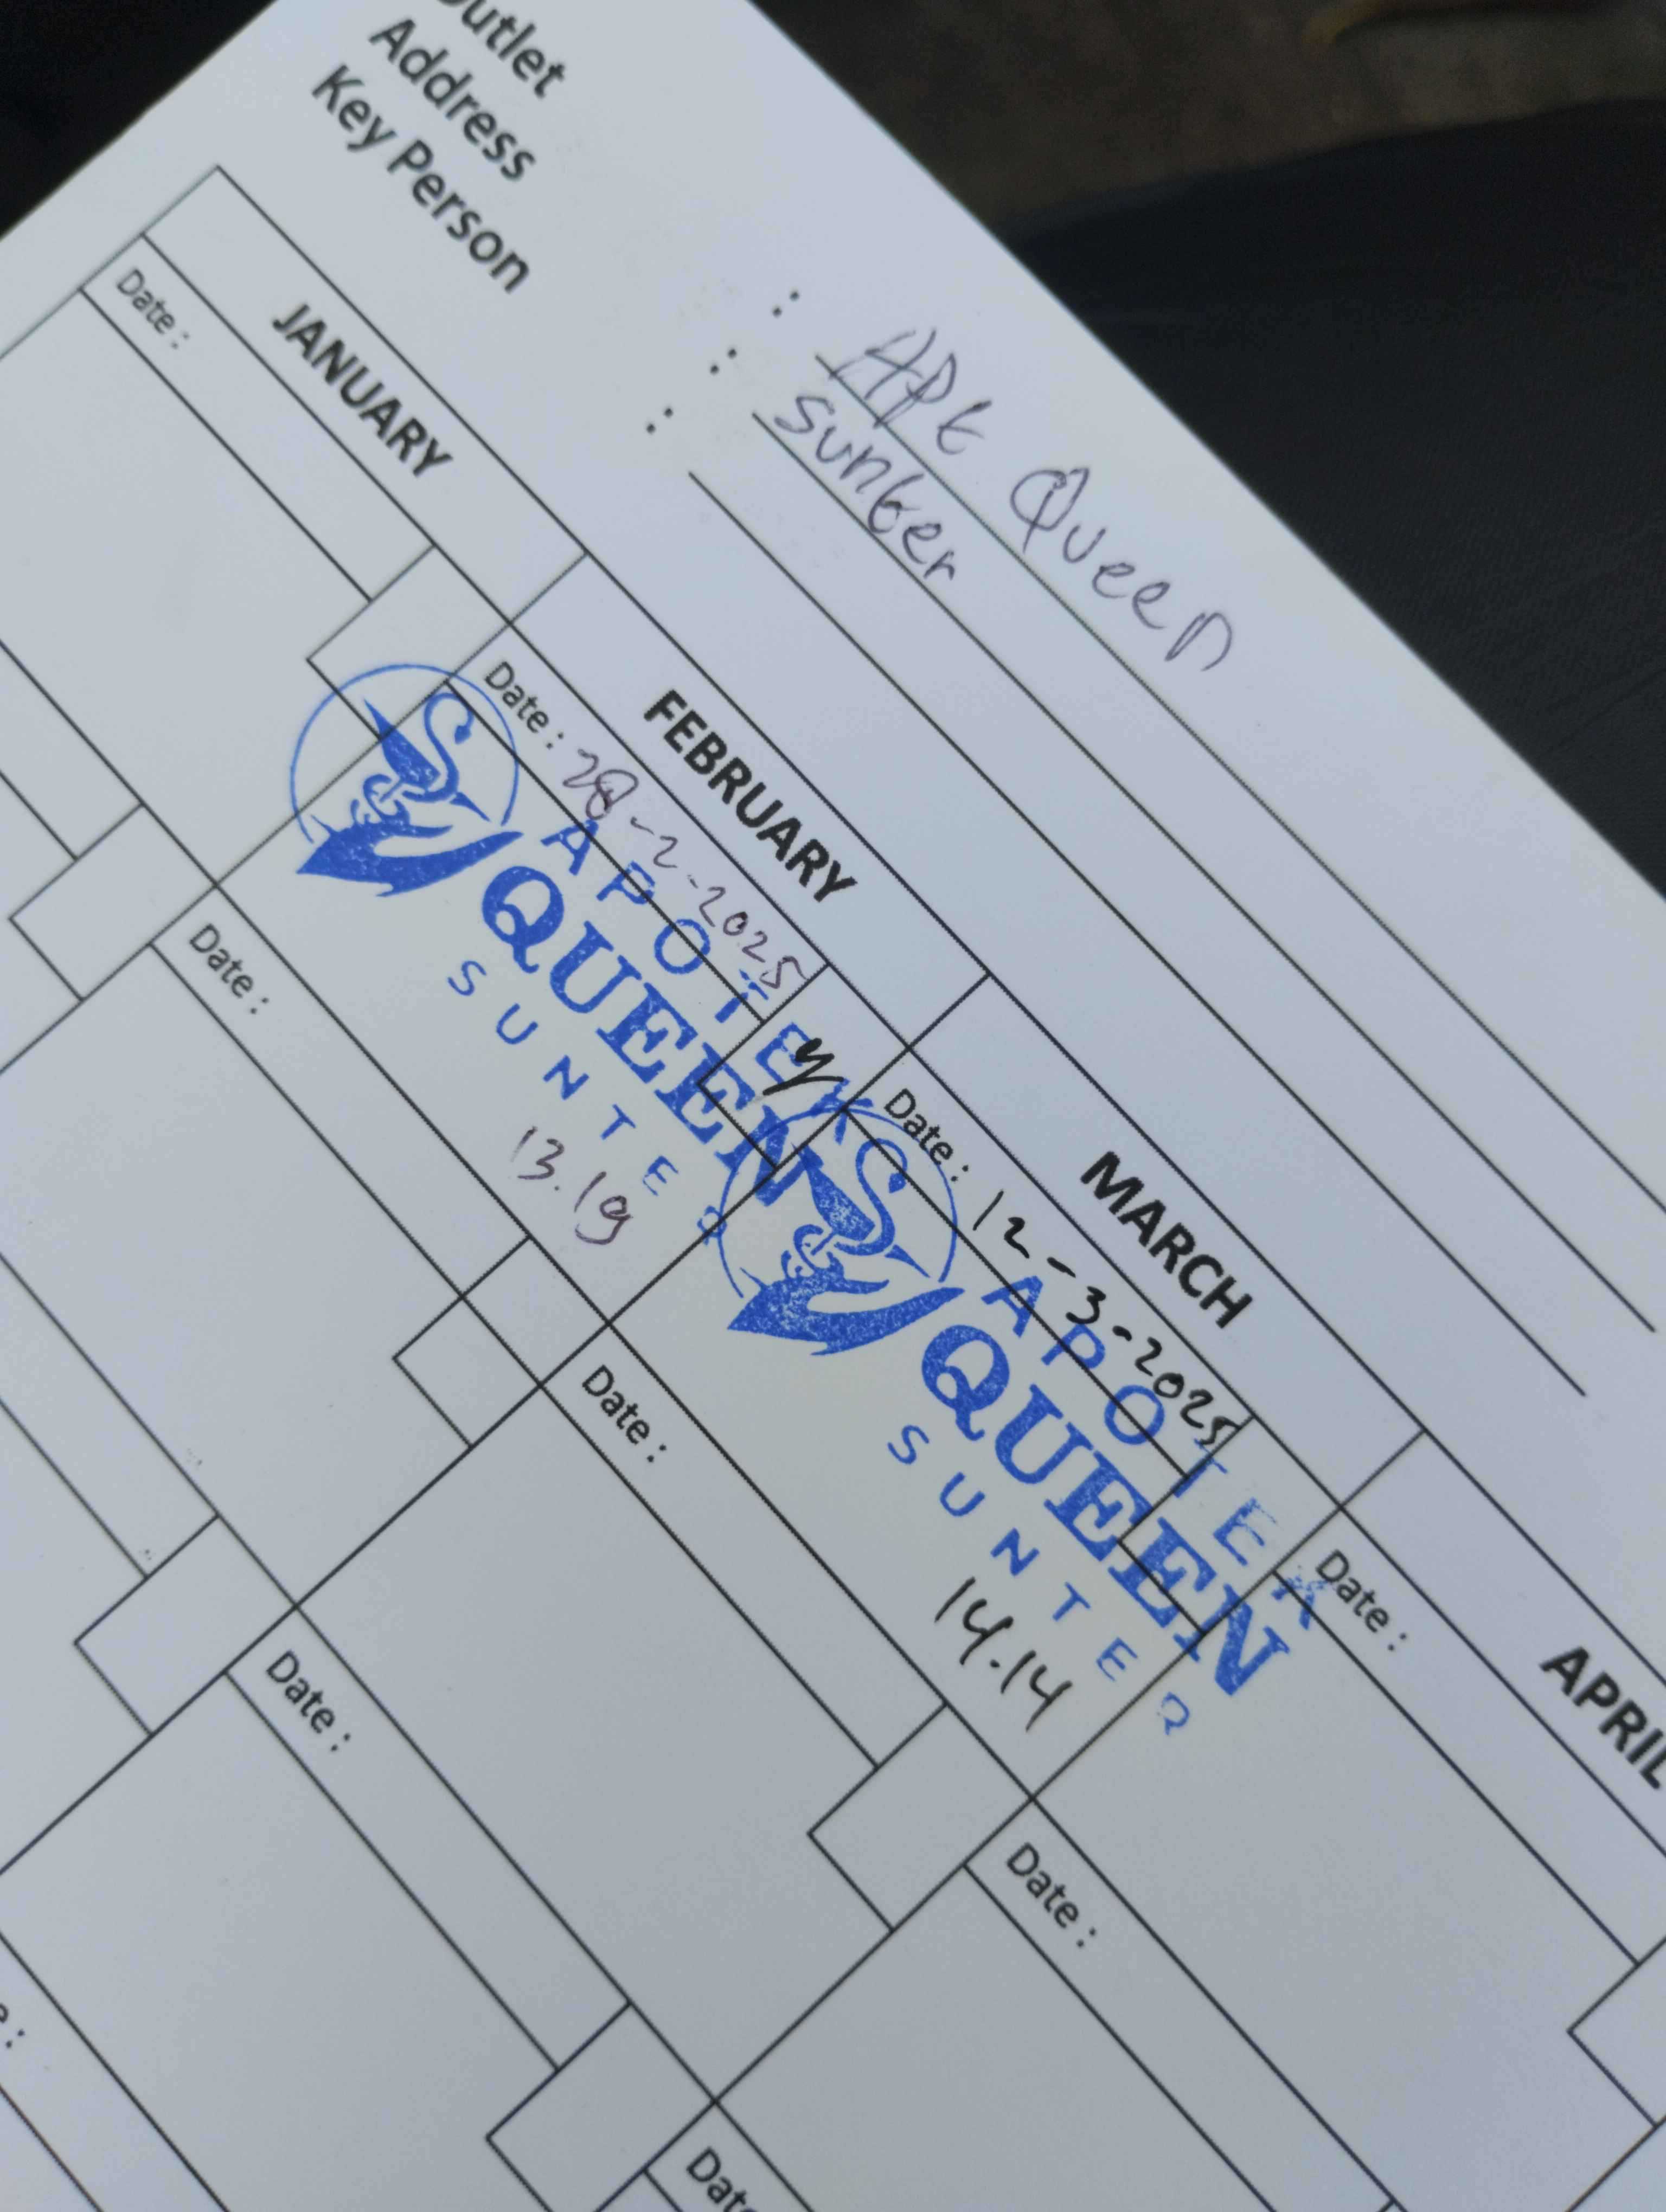 Outlet : Apt Queen
Address : Sunter
Key Person :
JANUARY FEBRUARY MARCH APRIL
Date :
Date : 28-2-2025
Date : 12-3-2025
Date :
APOTEK
QUEEN
SUNTER
13.19
APOTEK
QUEEN
SUNTER
14.14
Date :
Date :
Date :
Date :
Date